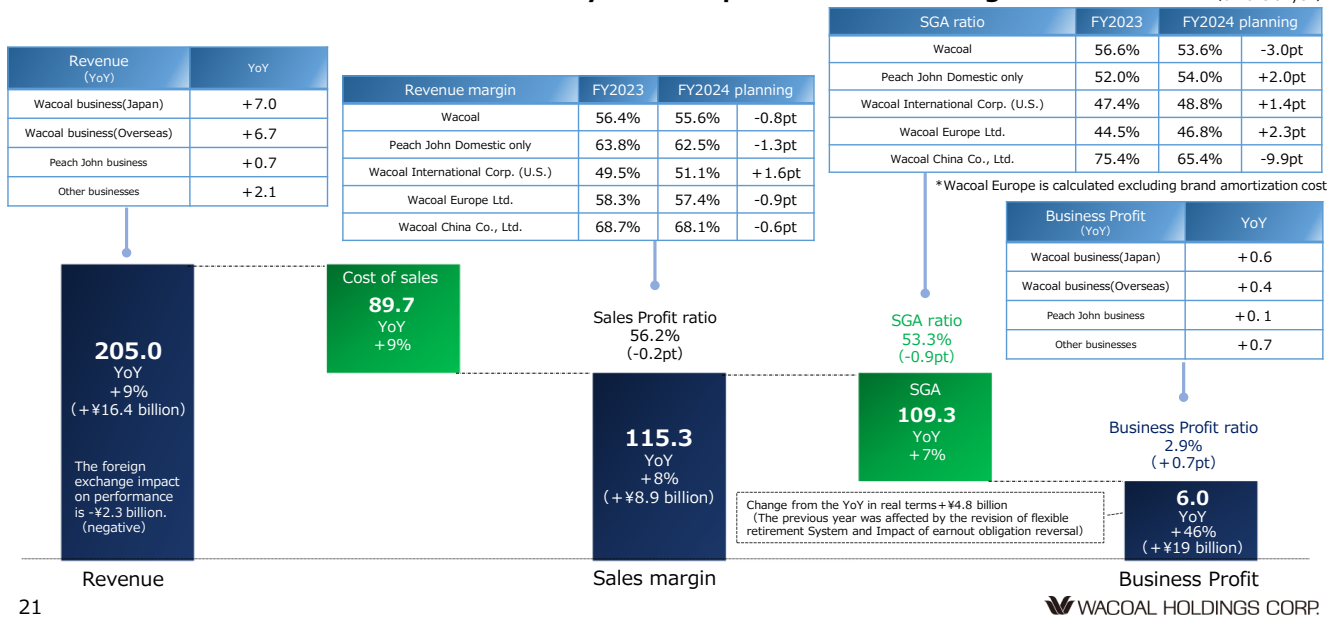 SGA ratio FY2023 FY2024 planning
Wacoal 56.6% 53.6% -3.0pt
Peach John Domestic only 52.0% 54.0% +2.0pt
Wacoal International Corp. (U.S.) 47.4% 48.8% +1.4pt
Wacoal Europe Ltd. 44.5% 46.8% +2.3pt
Wacoal China Co., Ltd. 75.4% 65.4% -9.9pt
*Wacoal Europe is calculated excluding brand amortization cost
Revenue YoY
(YoY)
Wacoal business(Japan) +7.0
Wacoal business(Overseas) +6.7
Peach John business +0.7
Other businesses +2.1
Revenue margin FY2023 FY2024 planning
Wacoal 56.4% 55.6% -0.8pt
Peach John Domestic only 63.8% 62.5% -1.3pt
Wacoal International Corp. (U.S.) 49.5% 51.1% +1.6pt
Wacoal Europe Ltd. 58.3% 57.4% -0.9pt
Wacoal China Co., Ltd. 68.7% 68.1% -0.6pt
Business Profit YoY
(YoY)
Wacoal business(Japan) +0.6
Wacoal business(Overseas) +0.4
Peach John business +0. 1
Other businesses +0.7
205.0
YoY
+9%
(+¥16.4 billion)
The foreign
exchange impact
on performance
is -¥2.3 billion.
(negative)
Revenue
Cost of sales
89.7
YoY
+9%
Sales Profit ratio
56.2%
(-0.2pt)
115.3
YoY
+8%
(+¥8.9 billion)
Sales margin
SGA ratio
53.3%
(-0.9pt)
SGA
109.3
YoY
+7%
Change from the YoY in real terms+¥4.8 billion
(The previous year was affected by the revision of flexible
retirement System and Impact of earnout obligation reversal)
Business Profit ratio
2.9%
(+0.7pt)
6.0
YoY
+46%
(+¥19 billion)
Business Profit
21
WACOAL HOLDINGS CORP.